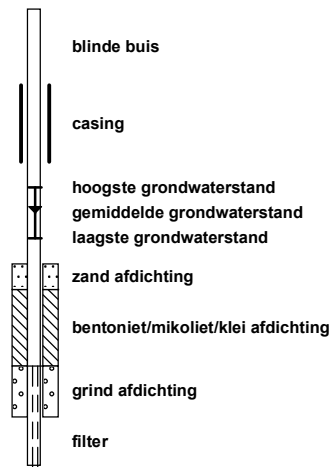 blinde buis
casing
hoogste grondwaterstand
gemiddelde grondwaterstand
laagste grondwaterstand
zand afdichting
bentoniet/mikoliet/klei afdichting
grind afdichting
filter